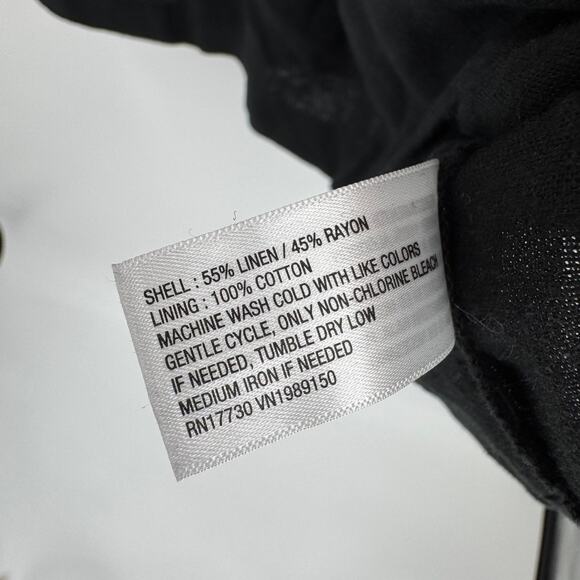 SHELL : 55% LINEN / 45% RAYON
LINING : 100% COTTON
MACHINE WASH COLD WITH LIKE COLORS
GENTLE CYCLE, ONLY NON-CHLORINE BLEACH
IF NEEDED, TUMBLE DRY LOW
MEDIUM IRON IF NEEDED
RN17730 VN1989150